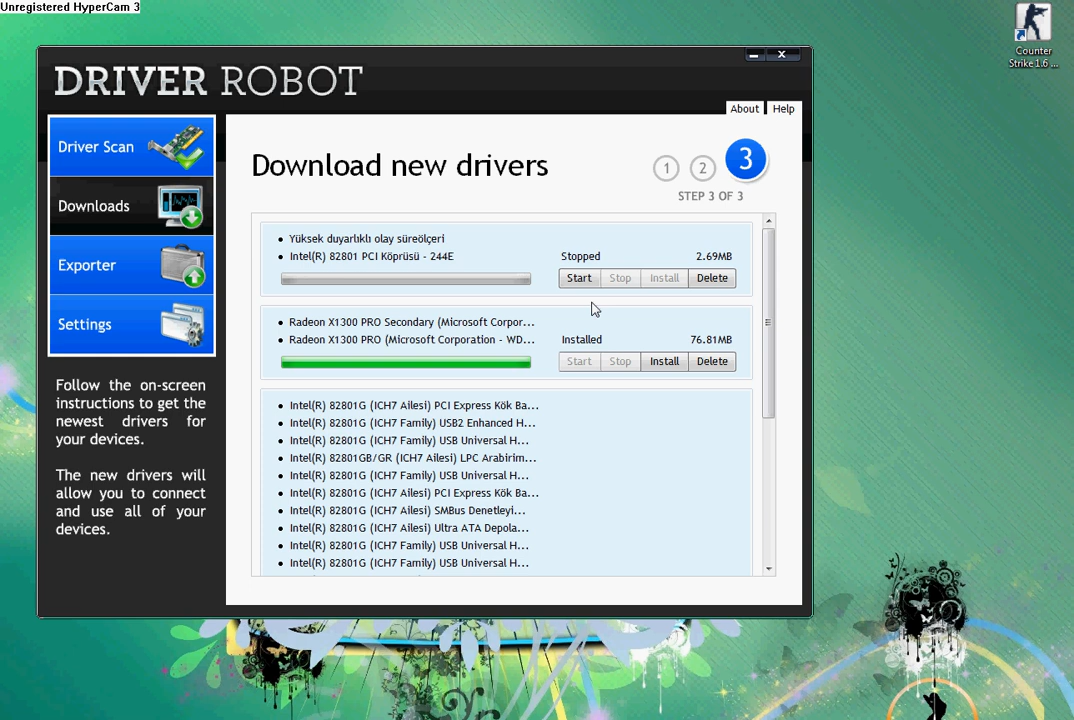 Unregistered HyperCam 3
Counter
Strike 1.6 ...
DRIVER ROBOT
About
Help
Driver Scan
Downloads
Exporter
Settings
Follow the on-screen
instructions to get the
newest drivers for
your devices.
The new drivers will
allow you to connect
and use all of your
devices.
Download new drivers
1
2
3
STEP 3 OF 3
Yüksek duyarlıklı olay süreölçeri
Intel(R) 82801 PCI Köprüsü - 244E
Stopped
2.69MB
Start
Stop
Install
Delete
Radeon X1300 PRO Secondary (Microsoft Corpor...
Radeon X1300 PRO (Microsoft Corporation - WD...
Installed
76.81MB
Start
Stop
Install
Delete
Intel(R) 82801G (ICH7 Ailesi) PCI Express Kök Ba...
Intel(R) 82801G (ICH7 Family) USB2 Enhanced H...
Intel(R) 82801G (ICH7 Family) USB Universal H...
Intel(R) 82801GB/GR (ICH7 Ailesi) LPC Arabirim...
Intel(R) 82801G (ICH7 Family) USB Universal H...
Intel(R) 82801G (ICH7 Ailesi) PCI Express Kök Ba...
Intel(R) 82801G (ICH7 Ailesi) SMBus Denetleyi...
Intel(R) 82801G (ICH7 Ailesi) Ultra ATA Depola...
Intel(R) 82801G (ICH7 Family) USB Universal H...
Intel(R) 82801G (ICH7 Family) USB Universal H...